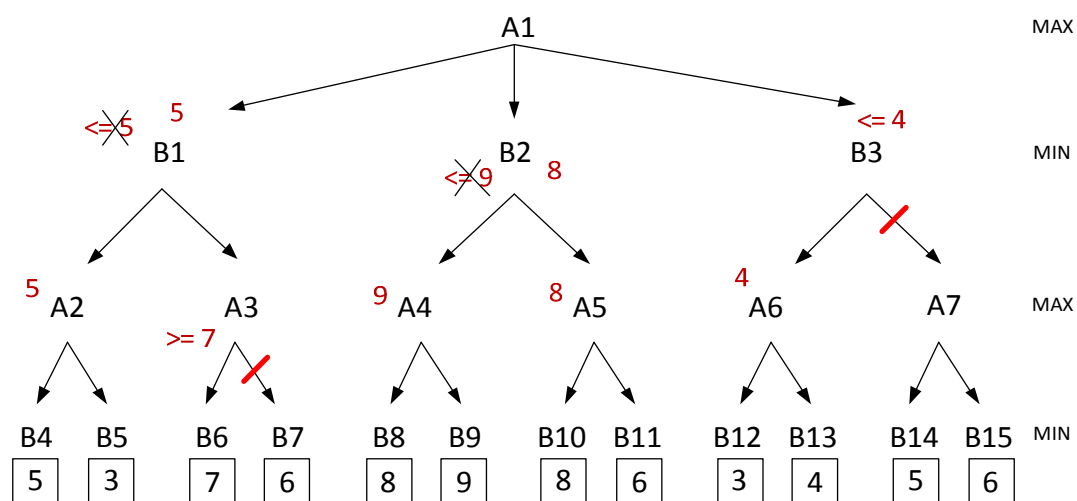 A1 MAX
5
<= 5
<= 4
B1 B2 B3 MIN
<= 9 8
5 9 8 4
A2 A3 A4 A5 A6 A7 MAX
>= 7
B4 B5 B6 B7 B8 B9 B10 B11 B12 B13 B14 B15 MIN
5 3 7 6 8 9 8 6 3 4 5 6